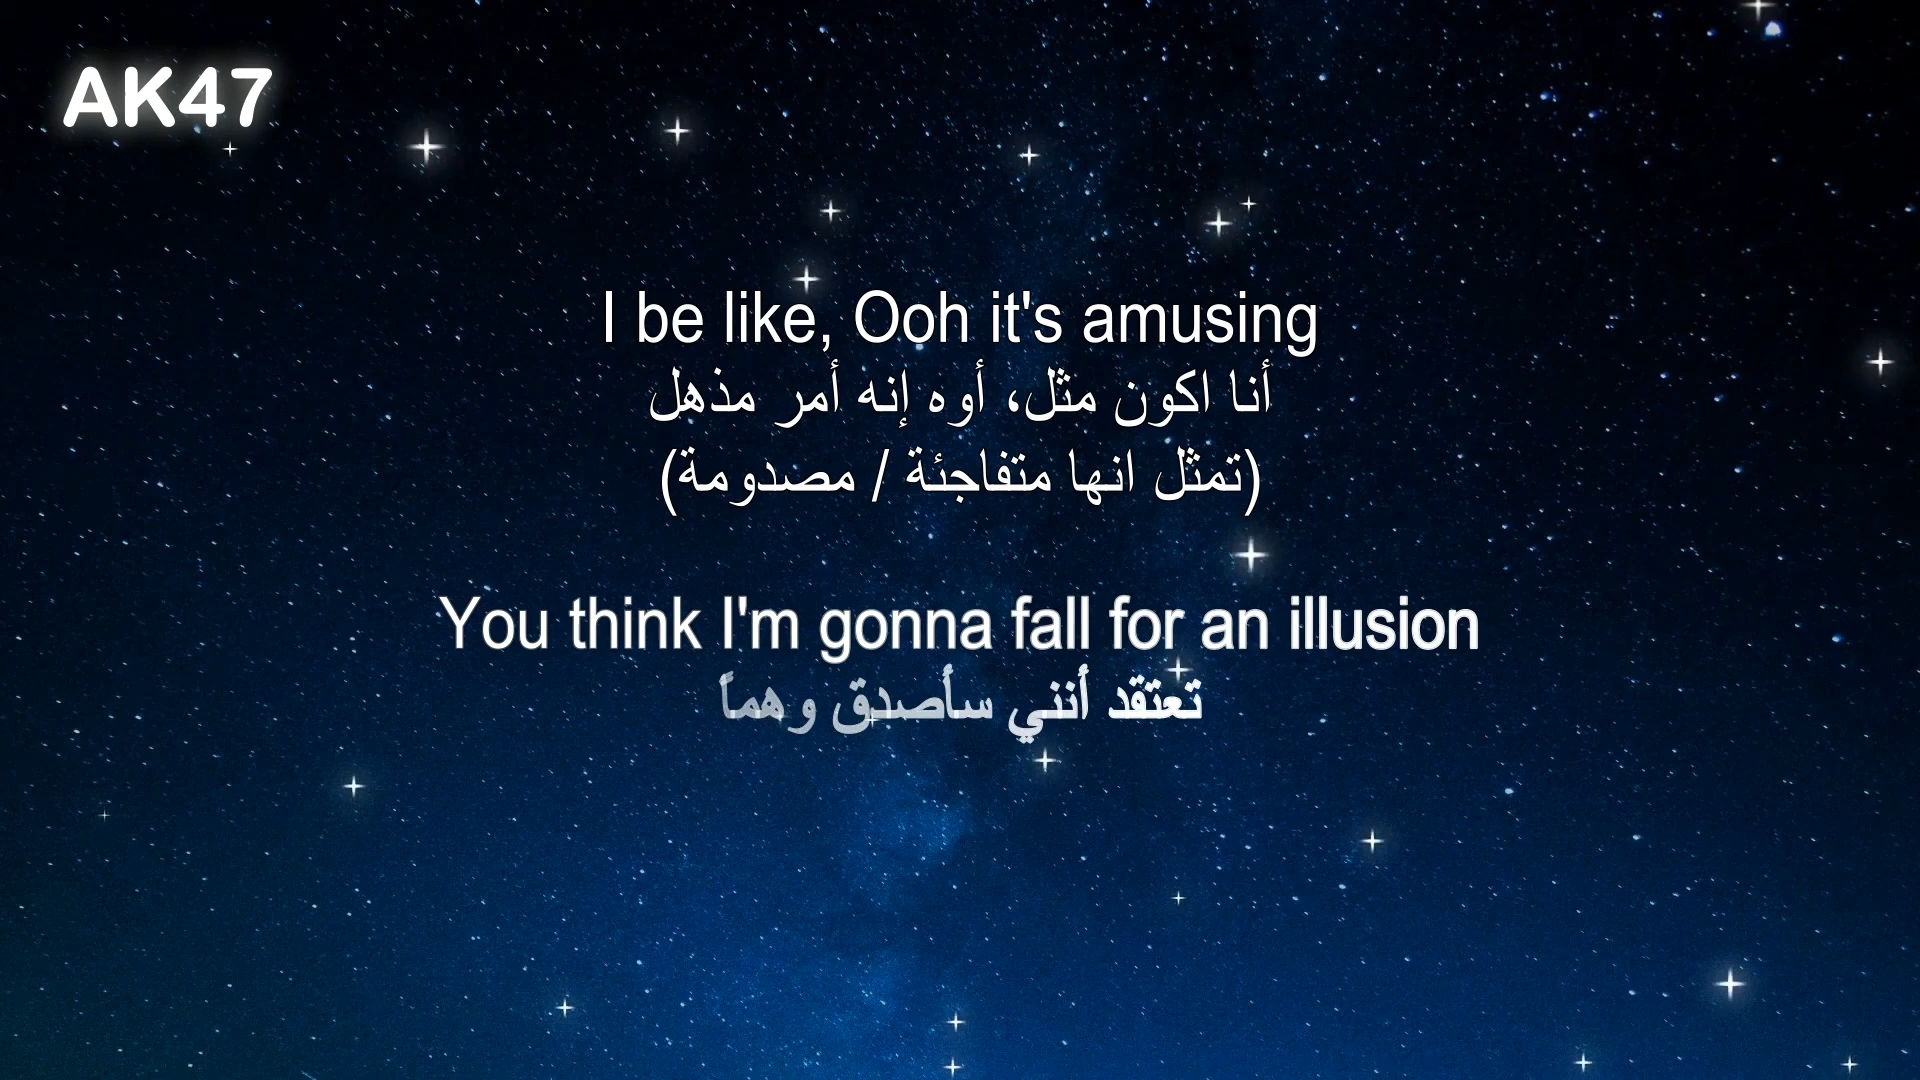 AK47
I be like, Ooh it's amusing
أنا اكون مثل، أوه إنه أمر مذهل
(تمثل انها متفاجئة / مصدومة)
You think I'm gonna fall for an illusion
تعتقد أنني سأصدق وهماً